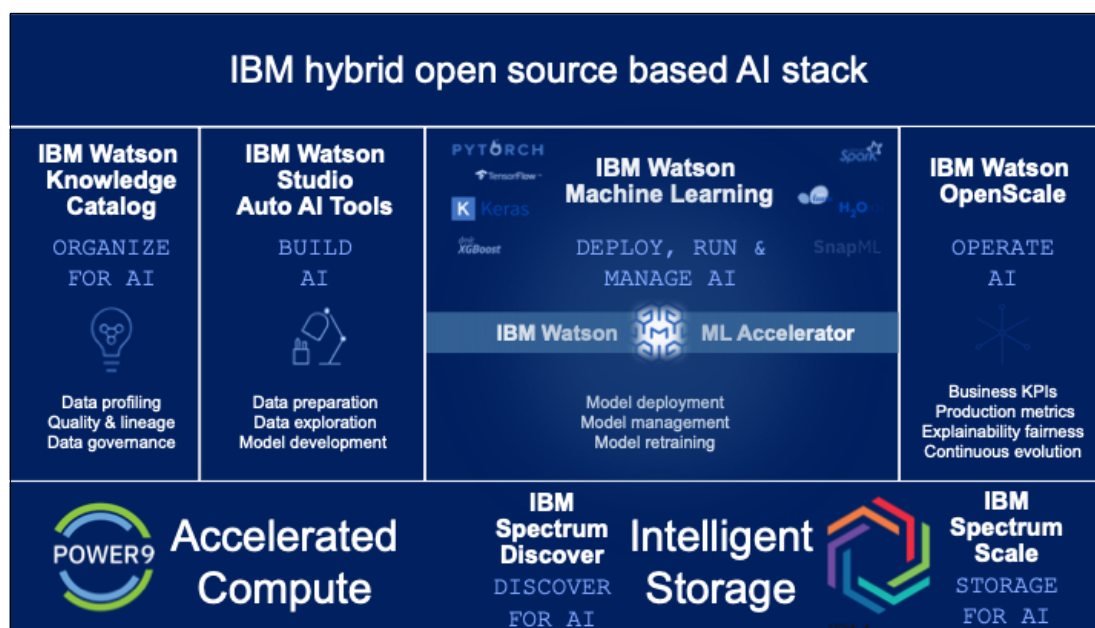 IBM hybrid open source based AI stack
IBM Watson
Knowledge
Catalog
ORGANIZE
FOR AI
Data profiling
Quality & lineage
Data governance
IBM Watson
Studio
Auto AI Tools
BUILD
AI
Data preparation
Data exploration
Model development
PYTORCH
TensorFlow
K Keras
dmlc
XGBoost
IBM Watson
Machine Learning
DEPLOY, RUN &
MANAGE AI
Spark
H2O
SnapML
IBM Watson M ML Accelerator
Model deployment
Model management
Model retraining
IBM Watson
OpenScale
OPERATE
AI
Business KPIs
Production metrics
Explainability fairness
Continuous evolution
POWER9
Accelerated
Compute
IBM
Spectrum
Discover
DISCOVER
FOR AI
Intelligent
Storage
IBM
Spectrum
Scale
STORAGE
FOR AI